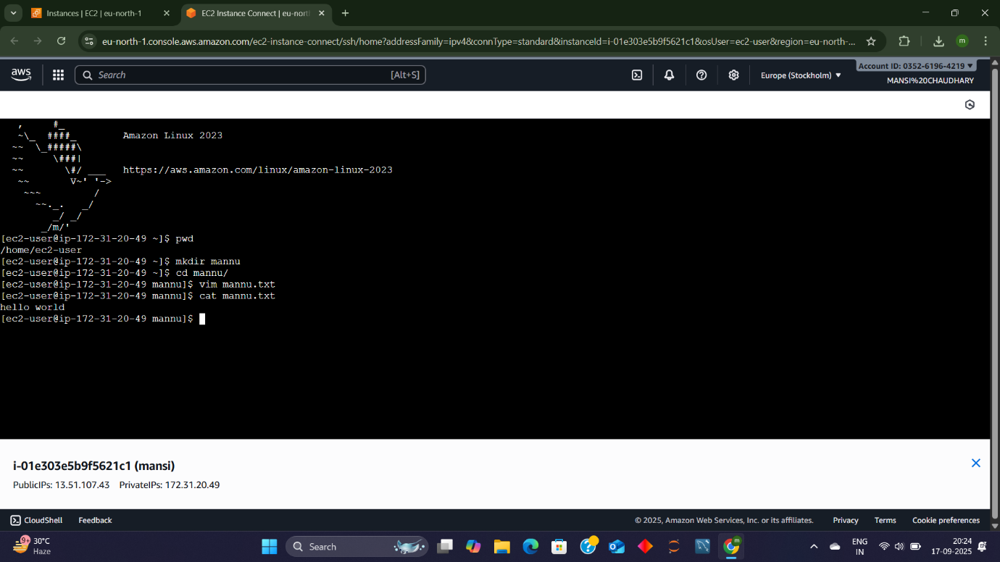 Instances | EC2 | eu-north-1
EC2 Instance Connect | eu-nort
eu-north-1.console.aws.amazon.com/ec2-instance-connect/ssh/home?addressFamily=ipv4&connType=standard&instanceId=i-01e303e5b9f5621c1&osUser=ec2-user&region=eu-north-...
m
aws
Search [Alt+S]
Europe (Stockholm)
Account ID: 0352-6196-4219
MANSI%20CHAUDHARY
   ,     #_
   ~\_  ####_        Amazon Linux 2023
  ~~  \_#####\
  ~~     \###|
  ~~       \#/ ___   https://aws.amazon.com/linux/amazon-linux-2023
   ~~       V~' '->
    ~~~         /
      ~~._.   _/
         _/ _/
       _/m/'
[ec2-user@ip-172-31-20-49 ~]$ pwd
/home/ec2-user
[ec2-user@ip-172-31-20-49 ~]$ mkdir mannu
[ec2-user@ip-172-31-20-49 ~]$ cd mannu/
[ec2-user@ip-172-31-20-49 mannu]$ vim mannu.txt
[ec2-user@ip-172-31-20-49 mannu]$ cat mannu.txt
hello world
[ec2-user@ip-172-31-20-49 mannu]$
i-01e303e5b9f5621c1 (mansi)
PublicIPs: 13.51.107.43 PrivateIPs: 172.31.20.49
CloudShell Feedback
© 2025, Amazon Web Services, Inc. or its affiliates. Privacy Terms Cookie preferences
9+
30°C
Haze
Search
m
ENG
IN
20:24
17-09-2025